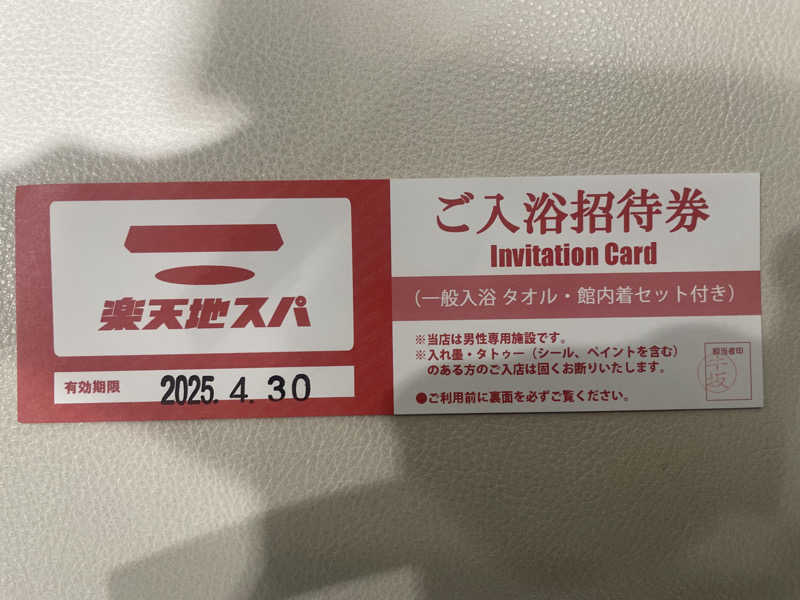 楽天地スパ
有効期限
2025. 4. 30
ご入浴招待券
Invitation Card
（一般入浴 タオル・館内着セット付き）
※当店は男性専用施設です。
※入れ墨・タトゥー（シール、ペイントを含む）
のある方のご入店は固くお断りいたします。
●ご利用前に裏面を必ずご覧ください。
担当者印